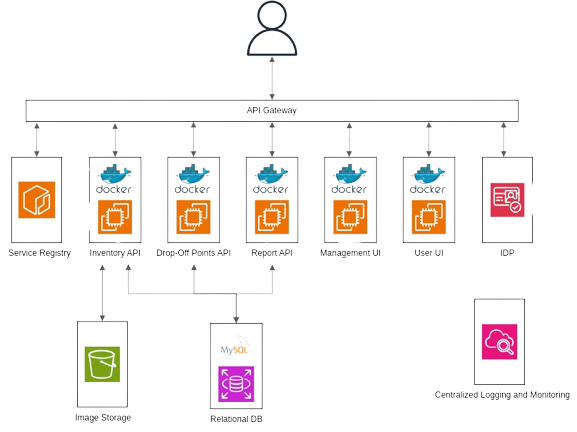 API Gateway
docker docker docker docker docker
Service Registry Inventory API Drop-Off Points API Report API Management UI User UI IDP
MySQL
Centralized Logging and Monitoring
Image Storage Relational DB